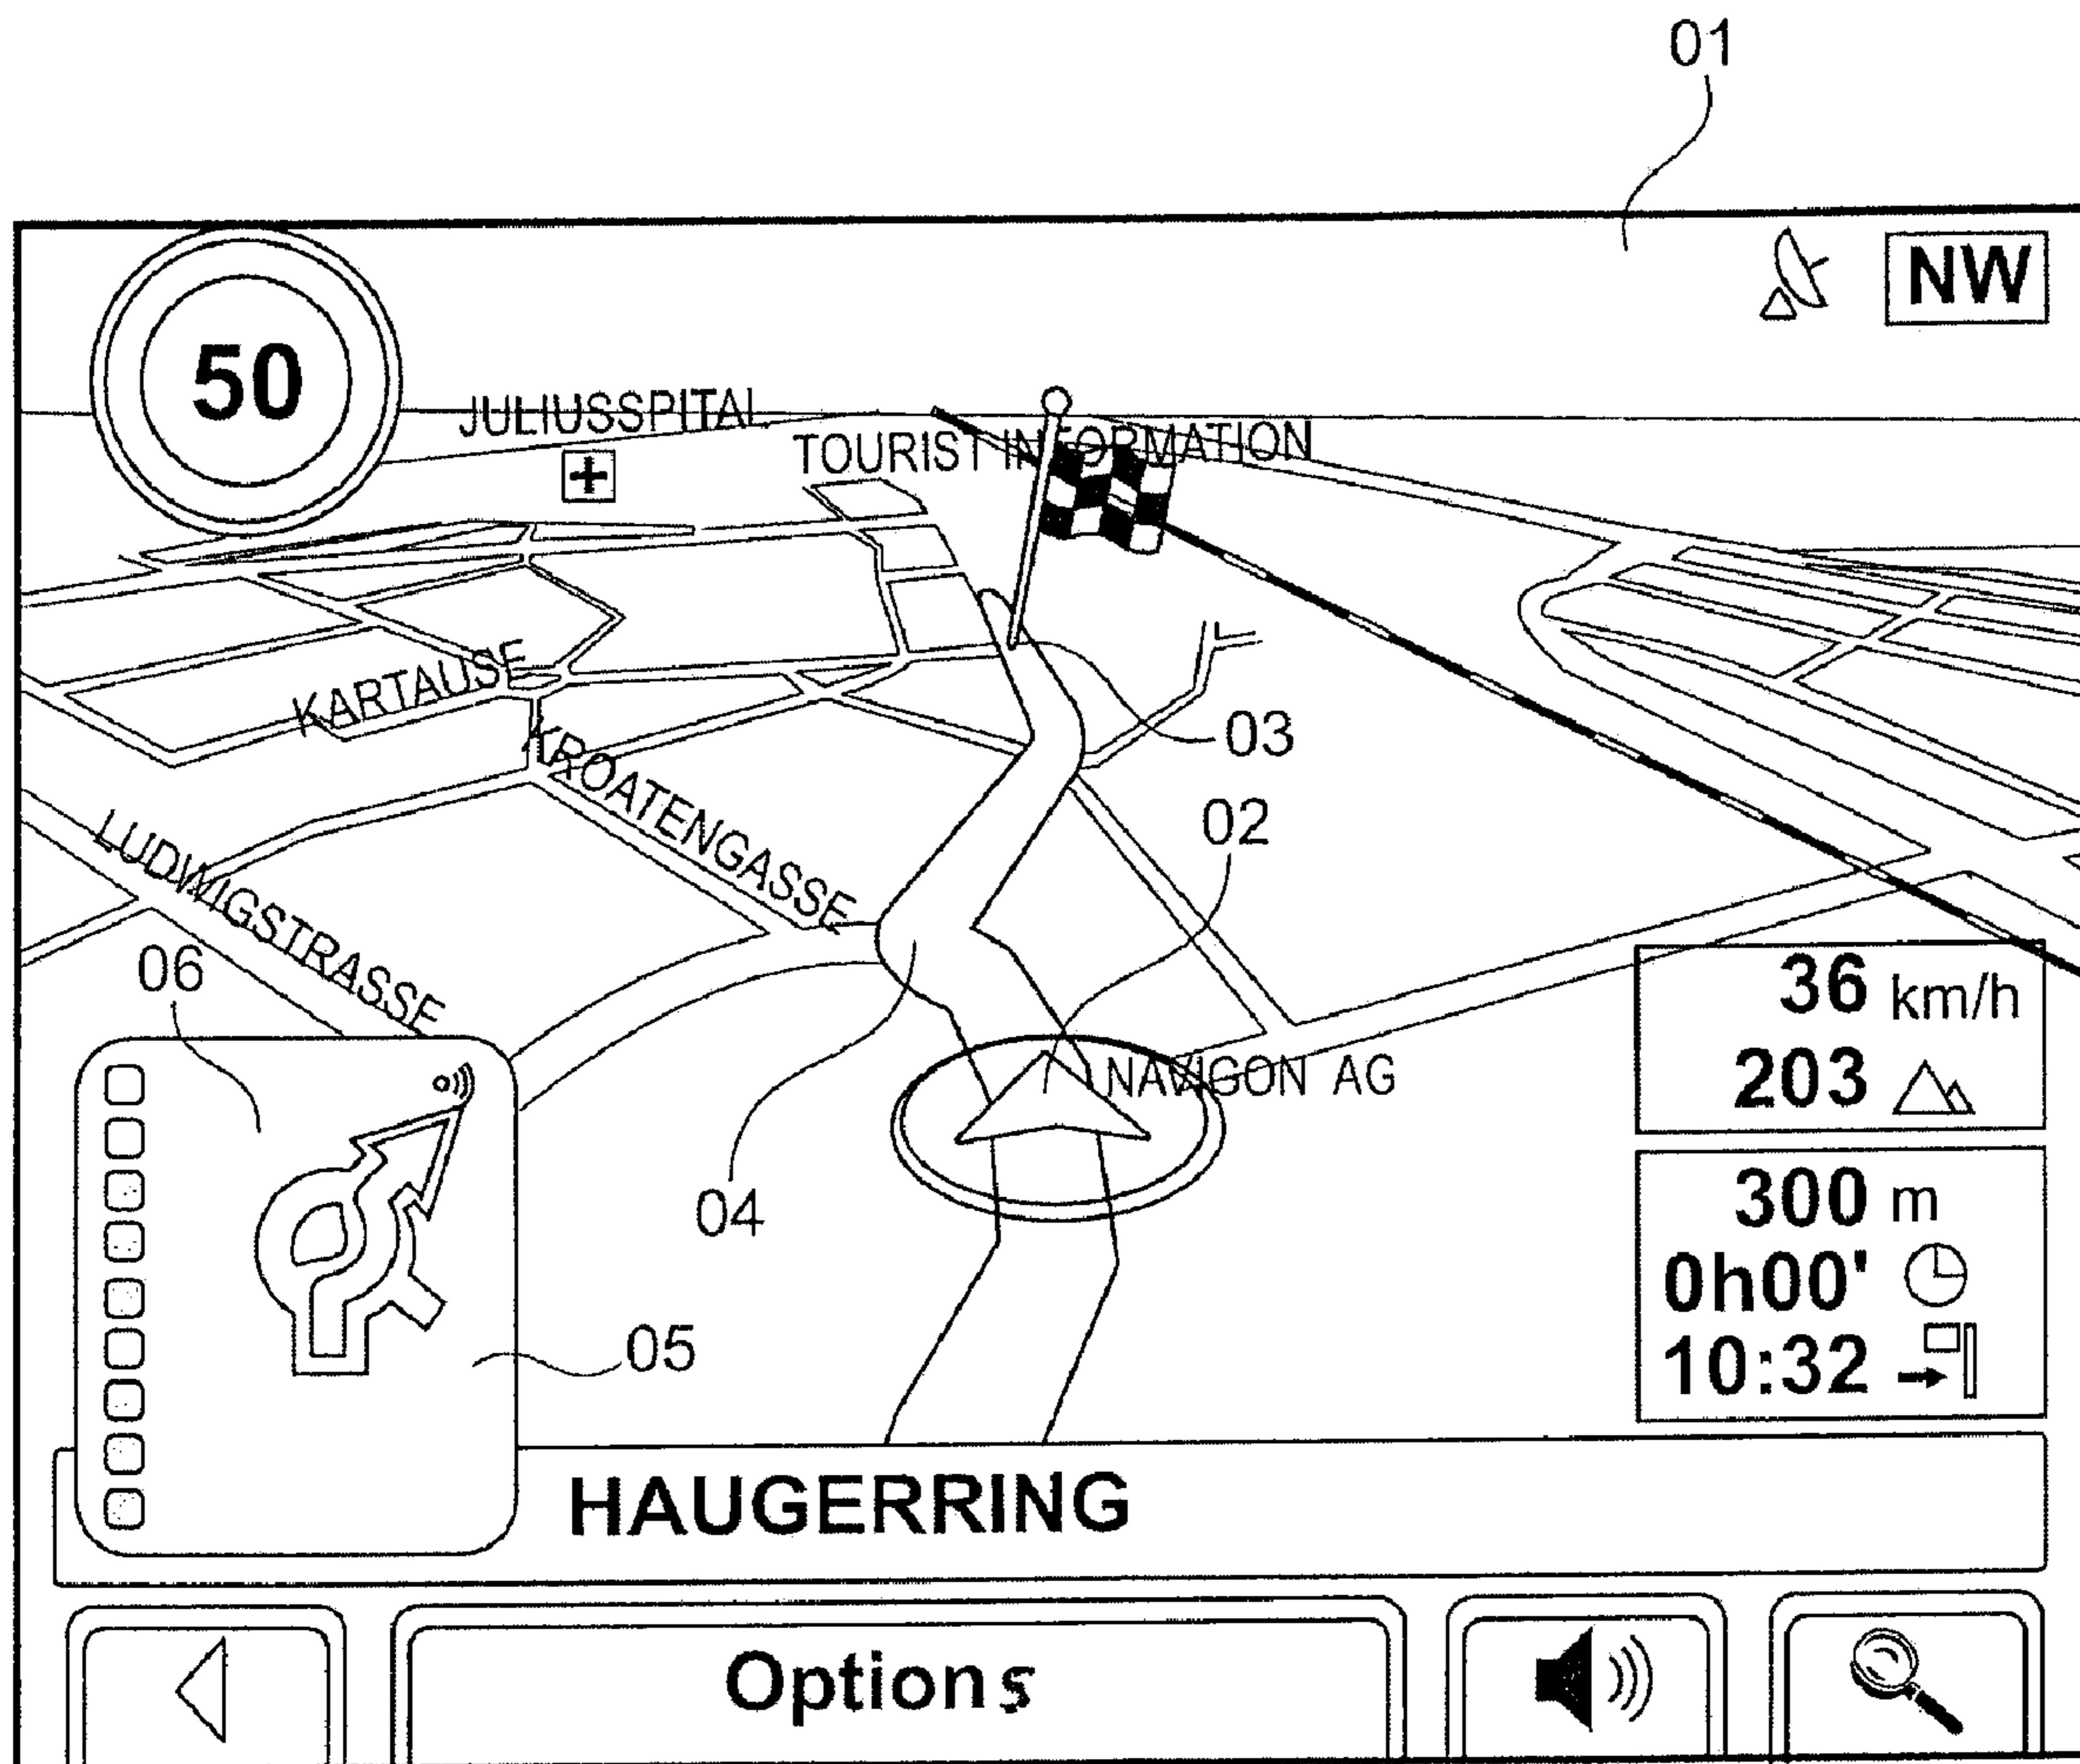 01
NW
50
JULIUSSPITAL
TOURIST INFORMATION
KARTAUSE
KROATENGASSE
03
02
LUDWIGSTRASSE
06
36 km/h
NAVIGON AG
203
04
300 m
0h00'
05
10:32
HAUGERRING
Options